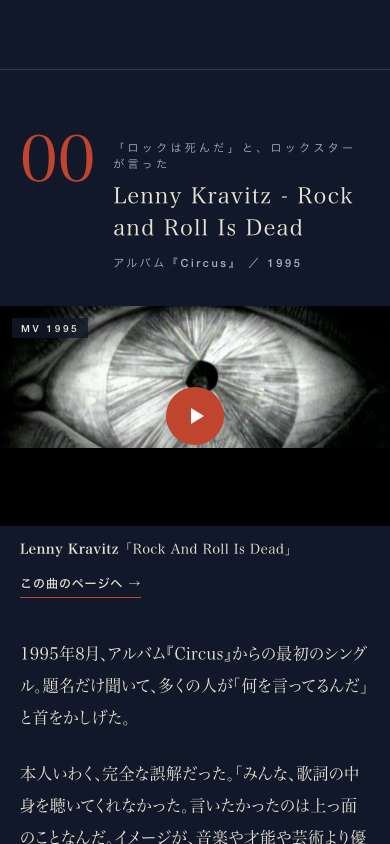 00
「ロックは死んだ」と、ロックスター
が言った
Lenny Kravitz - Rock
and Roll Is Dead
アルバム『Circus』 ／ 1995
MV 1995
Lenny Kravitz「Rock And Roll Is Dead」
この曲のページへ →
1995年8月、アルバム『Circus』からの最初のシング
ル。題名だけ聞いて、多くの人が「何を言ってるんだ」
と首をかしげた。
本人いわく、完全な誤解だった。「みんな、歌詞の中
身を聴いてくれなかった。言いたかったのは上っ面
のことなんだ。イメージが、音楽や才能や芸術より優